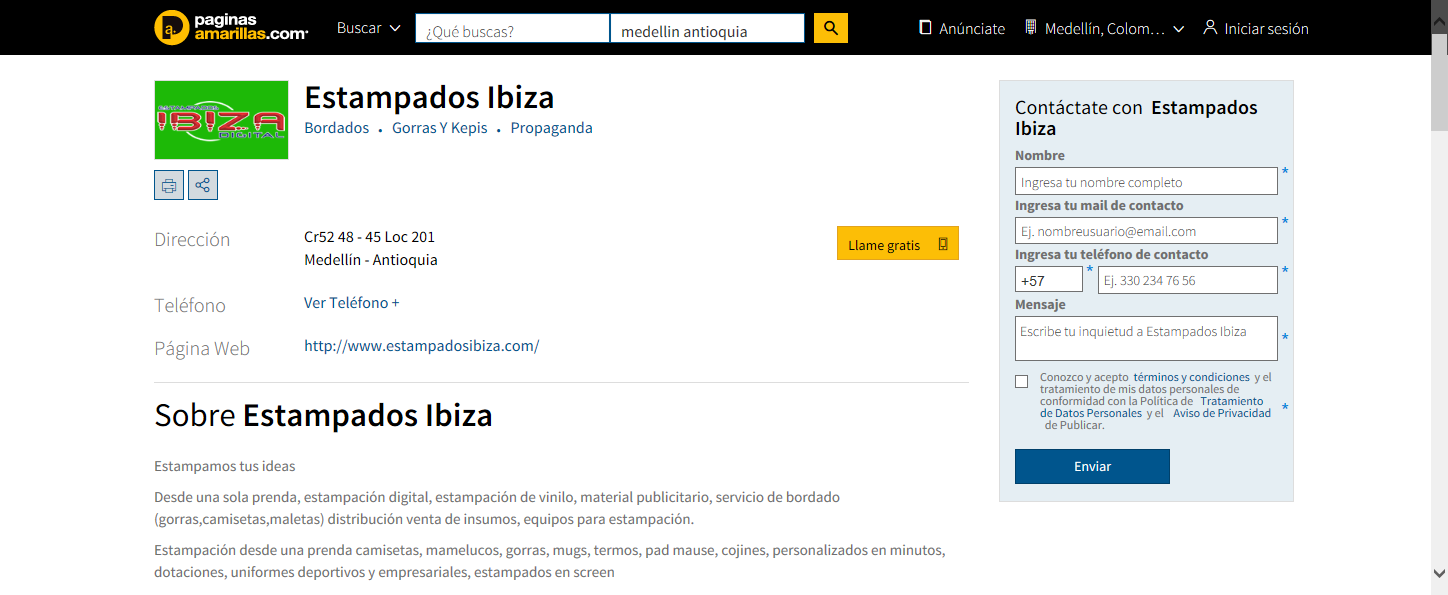 paginas
amarillas.com
Buscar
¿Qué buscas?
medellin antioquia
Anúnciate
Medellín, Colom...
Iniciar sesión
ESTAMPADOS
IBIZA
DIGITAL
Estampados Ibiza
Bordados . Gorras Y Kepis . Propaganda
Dirección
Cr52 48 - 45 Loc 201
Medellín - Antioquia
Llame gratis
Teléfono
Ver Teléfono +
Página Web
http://www.estampadosibiza.com/
Sobre Estampados Ibiza
Estampamos tus ideas
Desde una sola prenda, estampación digital, estampación de vinilo, material publicitario, servicio de bordado
(gorras,camisetas,maletas) distribución venta de insumos, equipos para estampación.
Estampación desde una prenda camisetas, mamelucos, gorras, mugs, termos, pad mause, cojines, personalizados en minutos,
dotaciones, uniformes deportivos y empresariales, estampados en screen
Contáctate con Estampados
Ibiza
Nombre
Ingresa tu nombre completo *
Ingresa tu mail de contacto
Ej. nombreusuario@email.com *
Ingresa tu teléfono de contacto
+57 * Ej. 330 234 76 56 *
Mensaje
Escribe tu inquietud a Estampados Ibiza *
Conozco y acepto términos y condiciones y el
tratamiento de mis datos personales de
conformidad con la Política de Tratamiento
de Datos Personales y el Aviso de Privacidad *
de Publicar.
Enviar